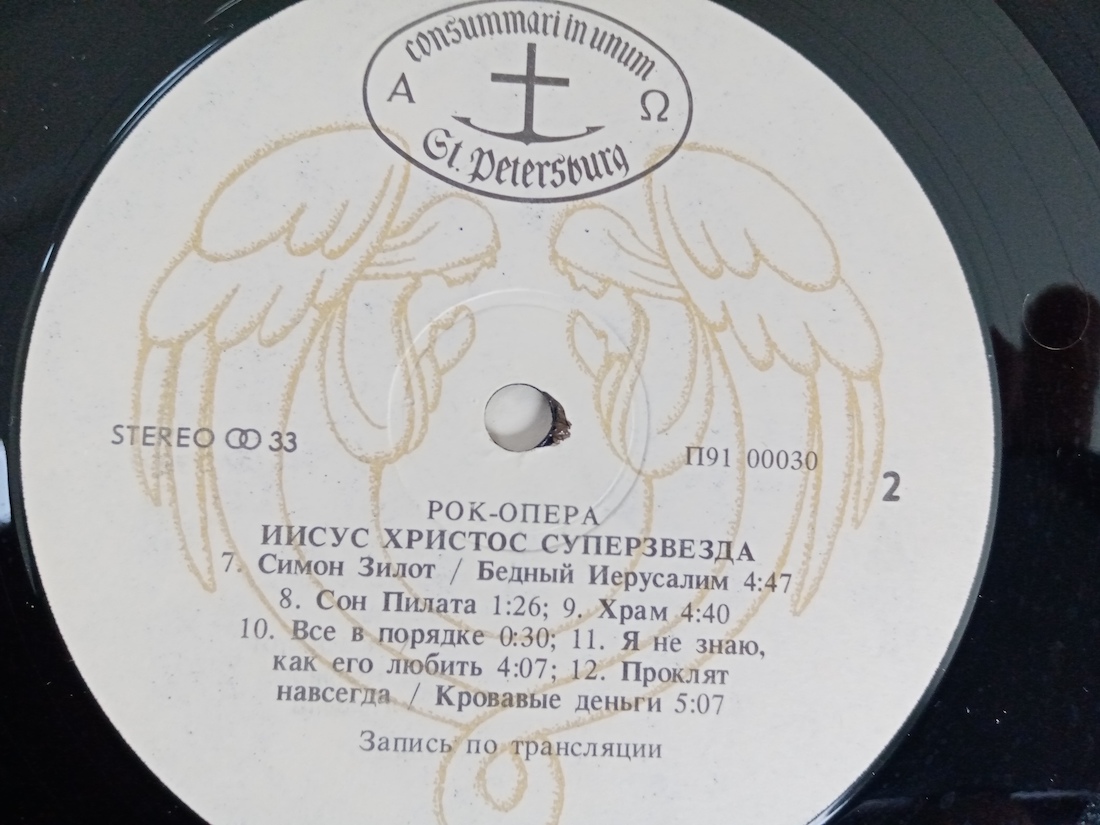 consummari in unum
A Ω
St. Petersburg
STEREO 33
П91 00030
2
РОК-ОПЕРА
ИИСУС ХРИСТОС СУПЕРЗВЕЗДА
7. Симон Зилот / Бедный Иерусалим 4:47
8. Сон Пилата 1:26; 9. Храм 4:40
10. Все в порядке 0:30; 11. Я не знаю,
как его любить 4:07; 12. Проклят
навсегда / Кровавые деньги 5:07
Запись по трансляции